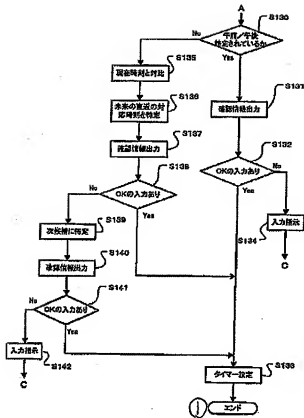 A
S130
午前／午後
指定されているか
No
Yes
S135
現在時刻と対比
S136
未来の直近の対
応時刻と特定
S137
確認情報出力
S138
OKの入力あり
No
Yes
S131
確認情報出力
S132
OKの入力あり
No
Yes
入力指示
S134
C
S139
次候補に特定
S140
確認情報出力
S141
OKの入力あり
No
Yes
入力指示
S142
C
S133
タイマー設定
エンド